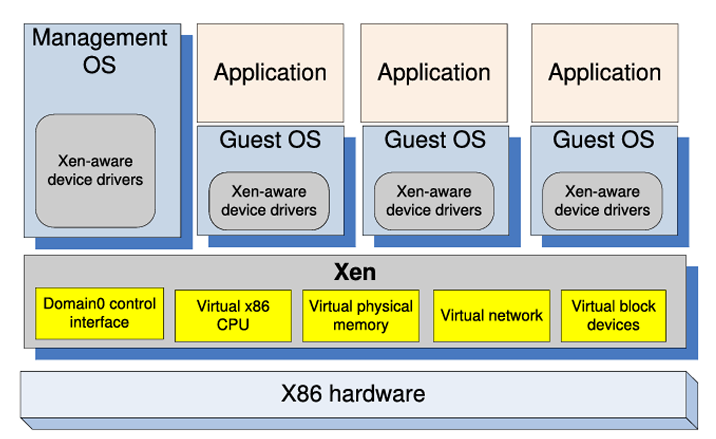 Management
OS
Xen-aware
device drivers
Application
Guest OS
Xen-aware
device drivers
Application
Guest OS
Xen-aware
device drivers
Application
Guest OS
Xen-aware
device drivers
Xen
Domain0 control
interface
Virtual x86
CPU
Virtual physical
memory
Virtual network
Virtual block
devices
X86 hardware